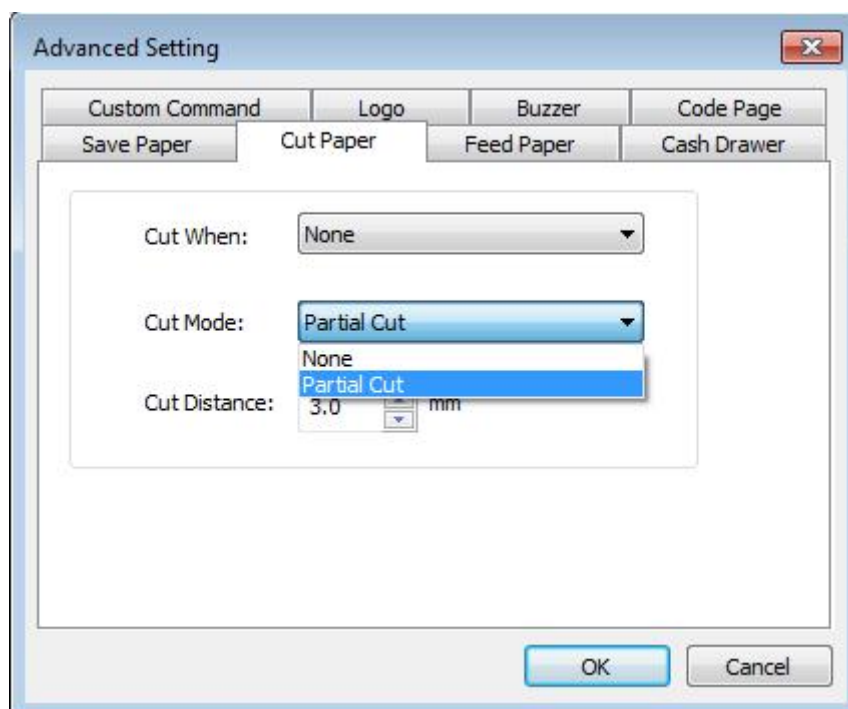 Advanced Setting
Custom Command Logo Buzzer Code Page
Save Paper Cut Paper Feed Paper Cash Drawer
Cut When: None
Cut Mode: Partial Cut
None
Partial Cut
Cut Distance: 3.0 mm
OK Cancel